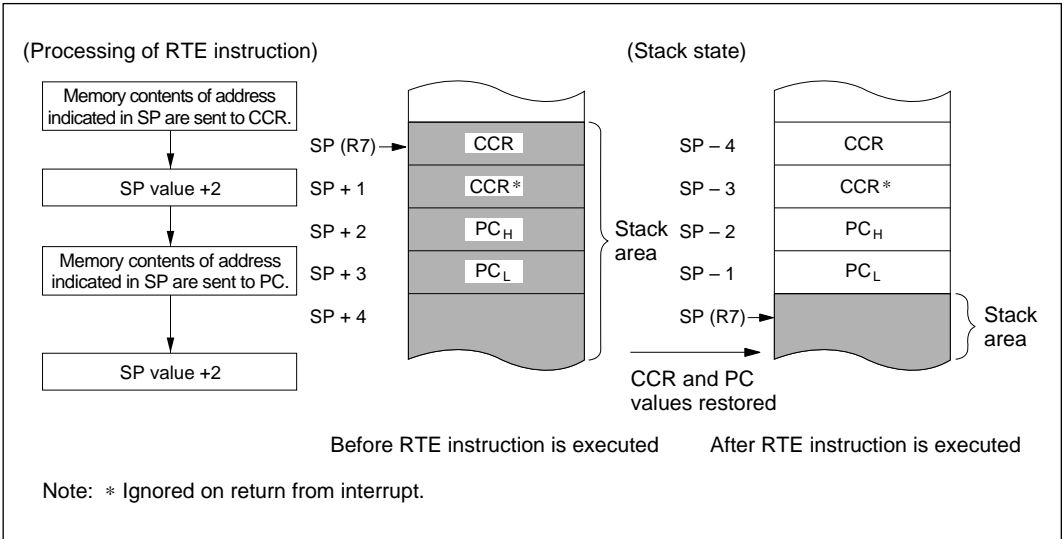 (Processing of RTE instruction)
(Stack state)
Memory contents of address
indicated in SP are sent to CCR.
SP value +2
Memory contents of address
indicated in SP are sent to PC.
SP value +2
SP (R7)
CCR
SP + 1
CCR*
SP + 2
PCH
SP + 3
PCL
SP + 4
Stack
area
SP – 4
CCR
SP – 3
CCR*
SP – 2
PCH
SP – 1
PCL
SP (R7)
Stack
area
CCR and PC
values restored
Before RTE instruction is executed
After RTE instruction is executed
Note: * Ignored on return from interrupt.